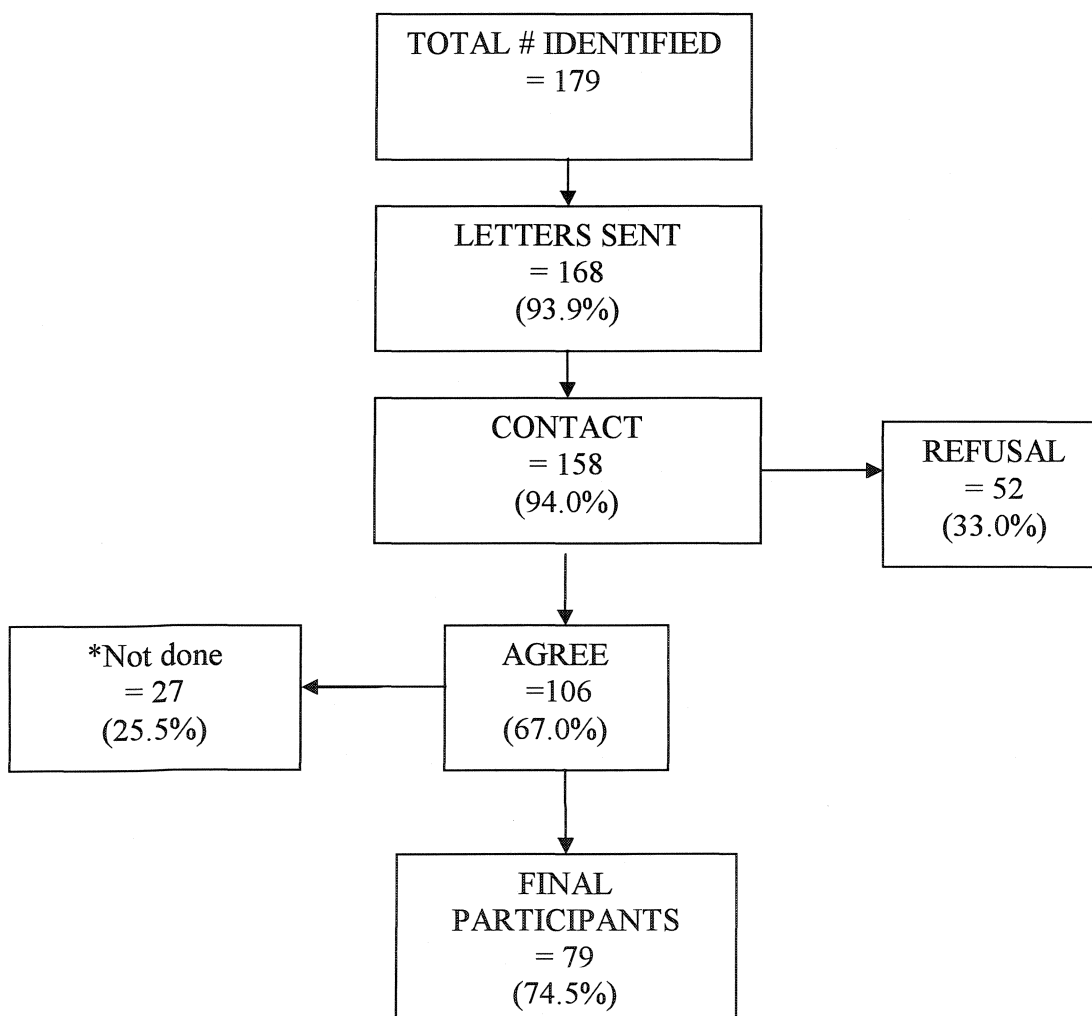 TOTAL # IDENTIFIED
= 179
LETTERS SENT
= 168
(93.9%)
CONTACT
= 158
(94.0%)
REFUSAL
= 52
(33.0%)
*Not done
= 27
(25.5%)
AGREE
=106
(67.0%)
FINAL
PARTICIPANTS
= 79
(74.5%)